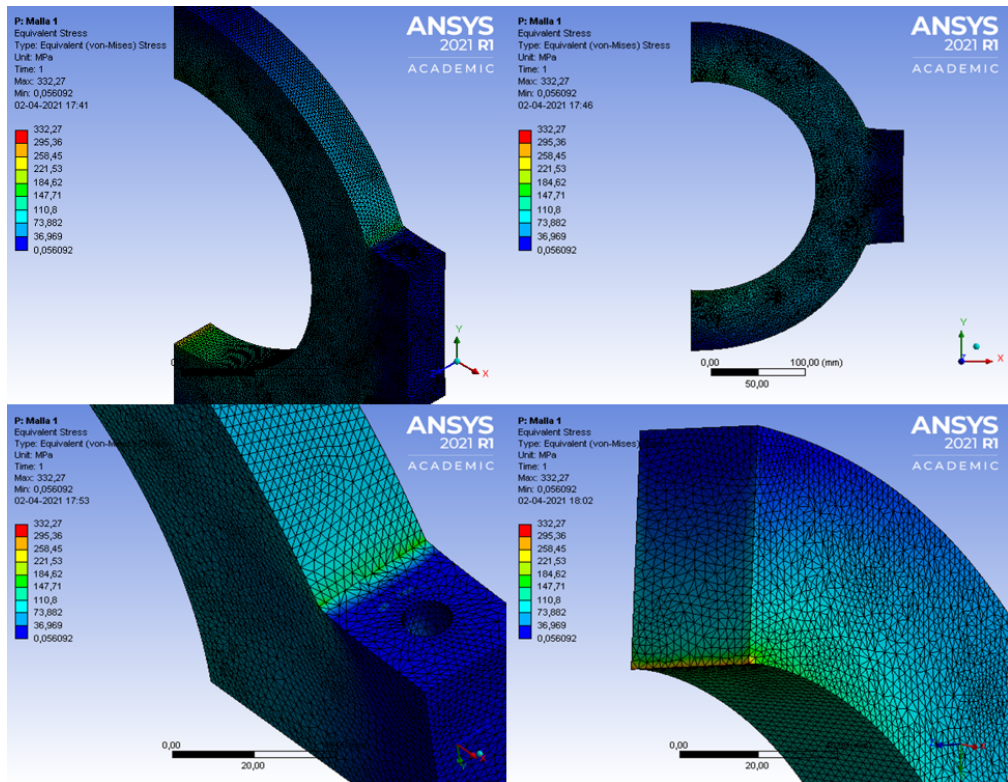 P: Malla 1
Equivalent Stress
Type: Equivalent (von-Mises) Stress
Unit: MPa
Time: 1
Max: 332,27
Min: 0,056092
02-04-2021 17:41
332,27
295,36
258,45
221,53
184,62
147,71
110,8
73,882
36,969
0,056092
ANSYS
2021 R1
ACADEMIC
Y
X
P: Malla 1
Equivalent Stress
Type: Equivalent (von-Mises) Stress
Unit: MPa
Time: 1
Max: 332,27
Min: 0,056092
02-04-2021 17:46
332,27
295,36
258,45
221,53
184,62
147,71
110,8
73,882
36,969
0,056092
ANSYS
2021 R1
ACADEMIC
0,00 100,00 (mm)
50,00
Y
X
P: Malla 1
Equivalent Stress
Type: Equivalent (von-Mises)
Unit: MPa
Time: 1
Max: 332,27
Min: 0,056092
02-04-2021 17:53
332,27
295,36
258,45
221,53
184,62
147,71
110,8
73,882
36,969
0,056092
ANSYS
2021 R1
ACADEMIC
0,00
20,00
P: Malla 1
Equivalent Stress
Type: Equivalent (von-Mises) Stress
Unit: MPa
Time: 1
Max: 332,27
Min: 0,056092
02-04-2021 18:02
332,27
295,36
258,45
221,53
184,62
147,71
110,8
73,882
36,969
0,056092
ANSYS
2021 R1
ACADEMIC
0,00
20,00